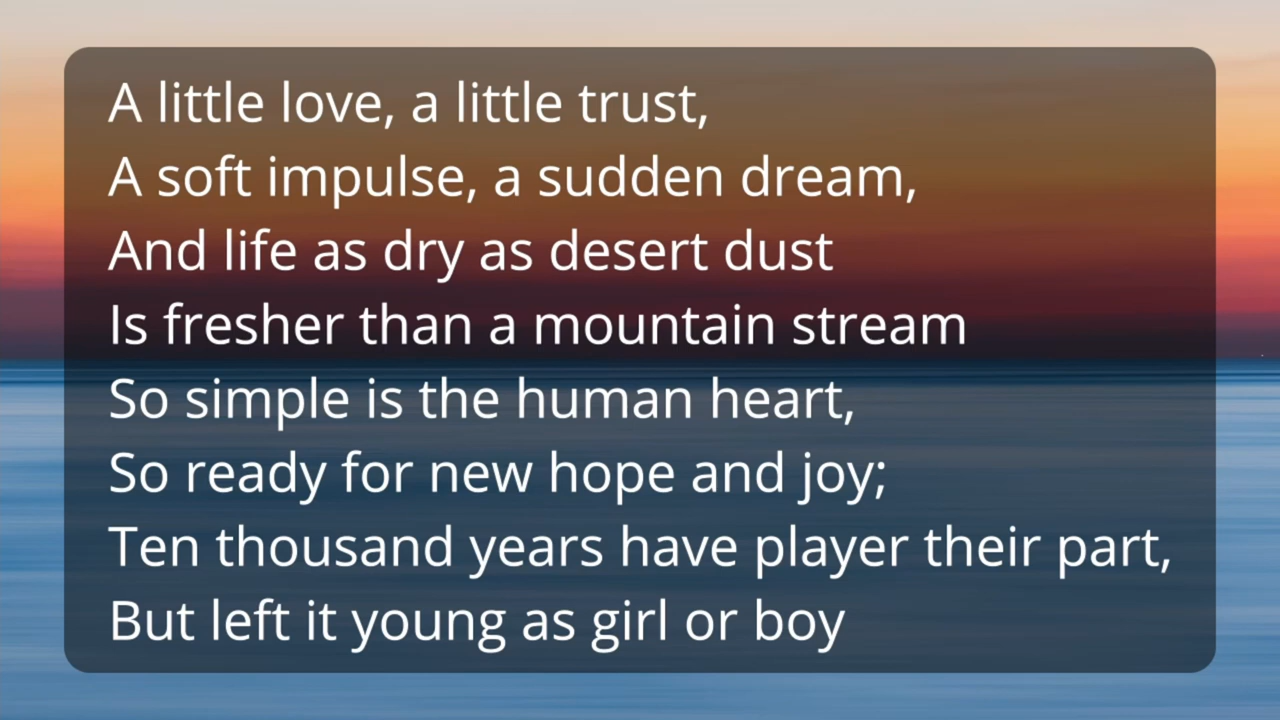 A little love, a little trust,
A soft impulse, a sudden dream,
And life as dry as desert dust
Is fresher than a mountain stream
So simple is the human heart,
So ready for new hope and joy;
Ten thousand years have player their part,
But left it young as girl or boy